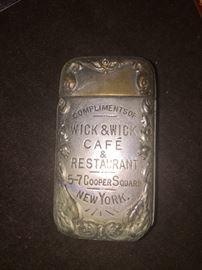 COMPLIMENTS OF
WICK & WICK
CAFÉ
&
RESTAURANT
5-7 COOPER SQUARE
NEW YORK.